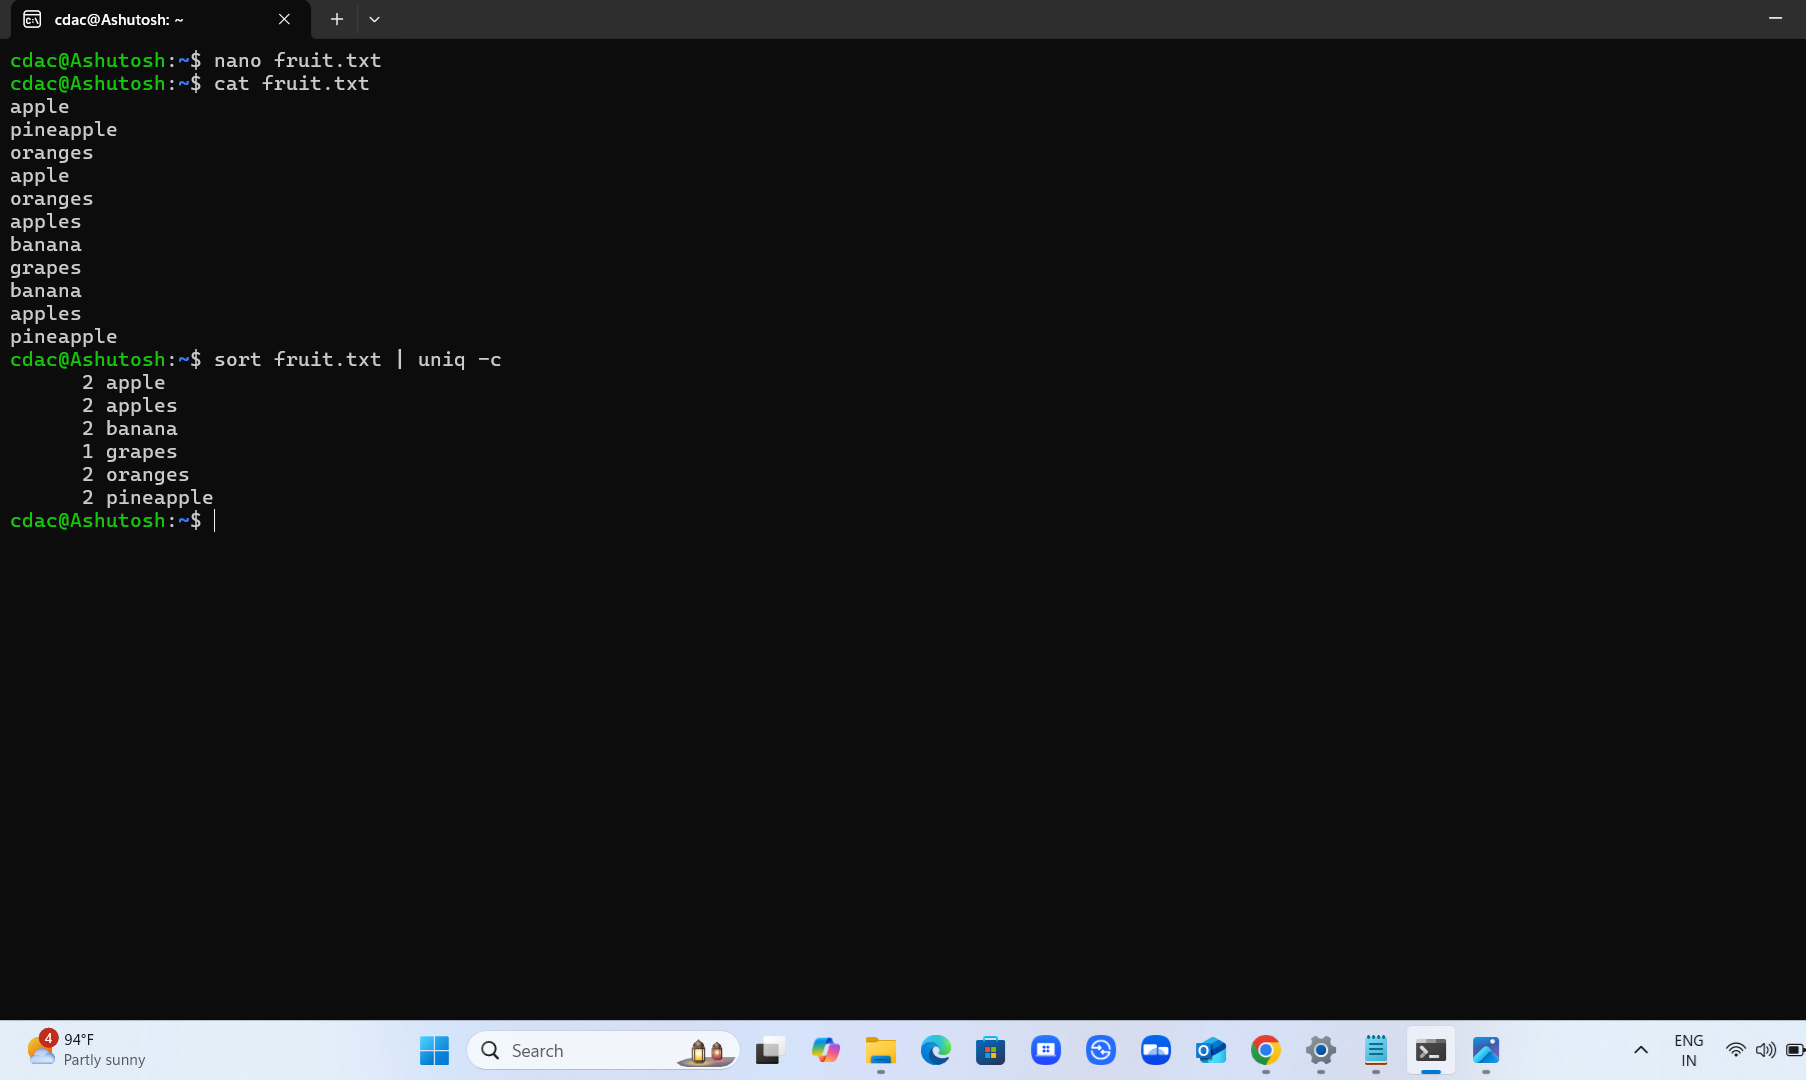 cdac@Ashutosh: ~
cdac@Ashutosh:~$ nano fruit.txt
cdac@Ashutosh:~$ cat fruit.txt
apple
pineapple
oranges
apple
oranges
apples
banana
grapes
banana
apples
pineapple
cdac@Ashutosh:~$ sort fruit.txt | uniq -c
      2 apple
      2 apples
      2 banana
      1 grapes
      2 oranges
      2 pineapple
cdac@Ashutosh:~$
4
94°F
Partly sunny
Search
ENG
IN